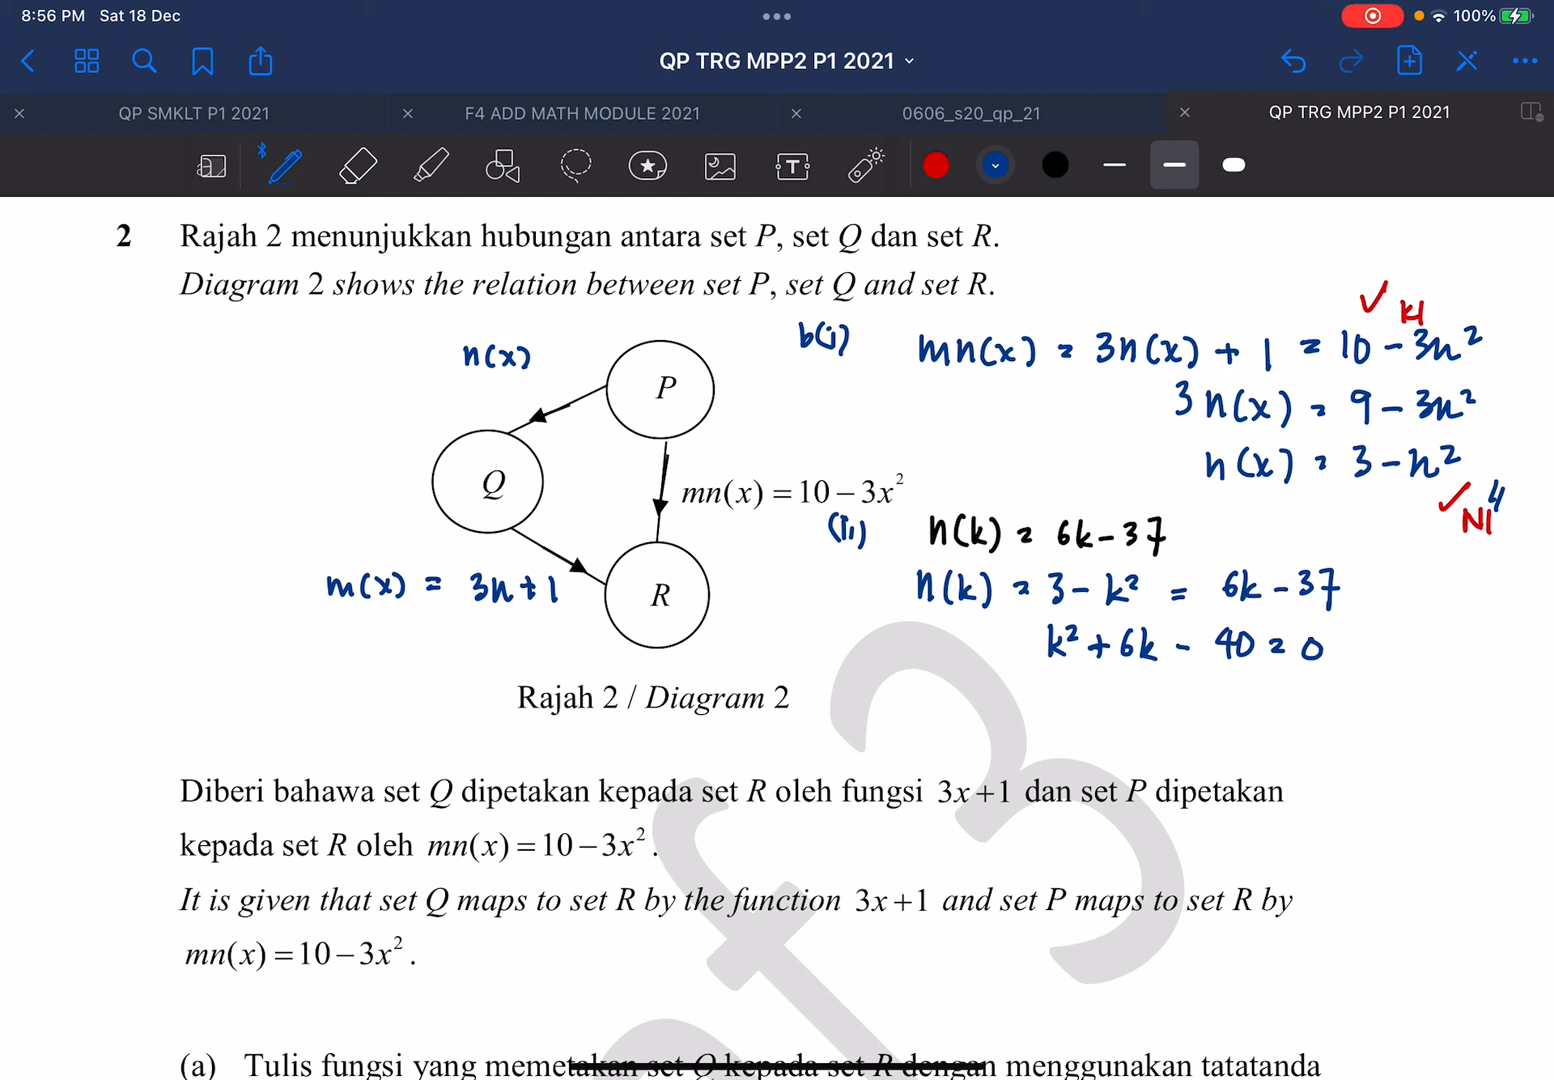 8:56 PM Sat 18 Dec
100%
QP TRG MPP2 P1 2021
QP SMKLT P1 2021
F4 ADD MATH MODULE 2021
0606_s20_qp_21
QP TRG MPP2 P1 2021
2 Rajah 2 menunjukkan hubungan antara set P, set Q dan set R.
Diagram 2 shows the relation between set P, set Q and set R.
n(x)
P
Q
R
mn(x) = 10 – 3x²
m(x) = 3x + 1
Rajah 2 / Diagram 2
b(i) mn(x) = 3n(x) + 1 = 10 – 3x²
✓ K1
3n(x) = 9 – 3x²
n(x) = 3 – x²
✓ N1
(ii) n(k) = 6k – 37
n(k) = 3 – k² = 6k – 37
k² + 6k – 40 = 0
Diberi bahawa set Q dipetakan kepada set R oleh fungsi 3x+1 dan set P dipetakan
kepada set R oleh mn(x) = 10 – 3x².
It is given that set Q maps to set R by the function 3x+1 and set P maps to set R by
mn(x) = 10 – 3x².
(a) Tulis fungsi yang memetakan set Q kepada set R dengan menggunakan tatatanda